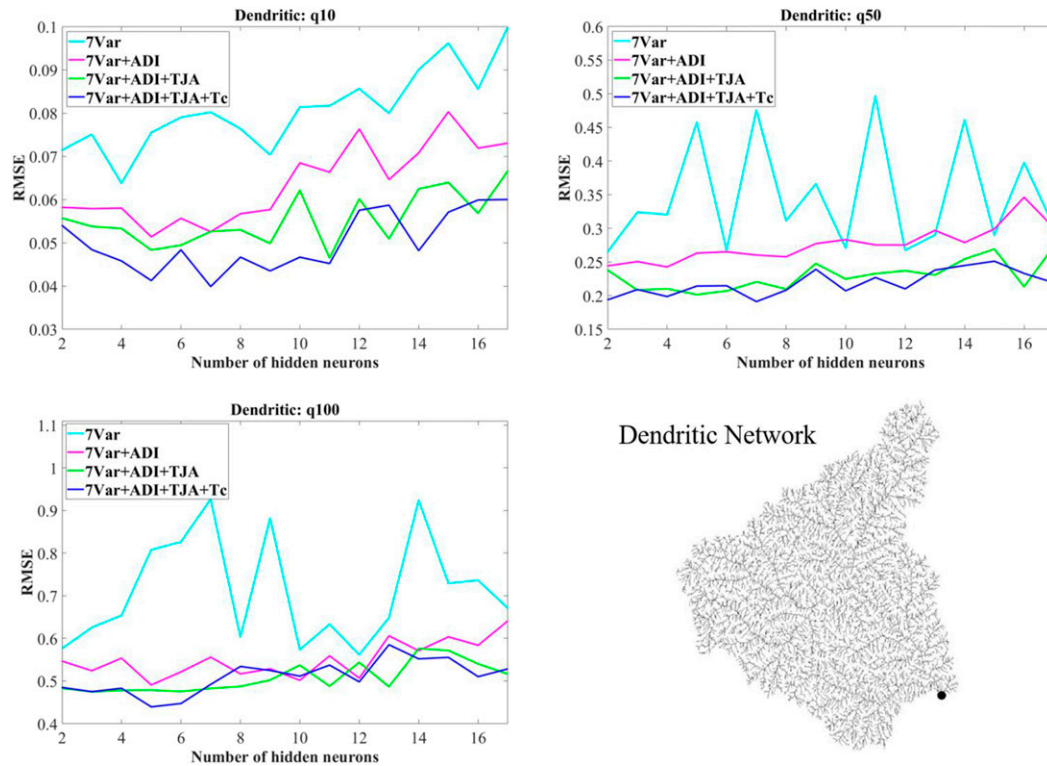 Dendritic: q10
0.1
0.09
0.08
0.07
0.06
0.05
0.04
0.03
RMSE
7Var
7Var+ADI
7Var+ADI+TJA
7Var+ADI+TJA+Tc
2 4 6 8 10 12 14 16
Number of hidden neurons
Dendritic: q50
0.6
0.55
0.5
0.45
0.4
0.35
0.3
0.25
0.2
0.15
RMSE
7Var
7Var+ADI
7Var+ADI+TJA
7Var+ADI+TJA+Tc
2 4 6 8 10 12 14 16
Number of hidden neurons
Dendritic: q100
1.1
1
0.9
0.8
0.7
0.6
0.5
0.4
RMSE
7Var
7Var+ADI
7Var+ADI+TJA
7Var+ADI+TJA+Tc
2 4 6 8 10 12 14 16
Number of hidden neurons
Dendritic Network